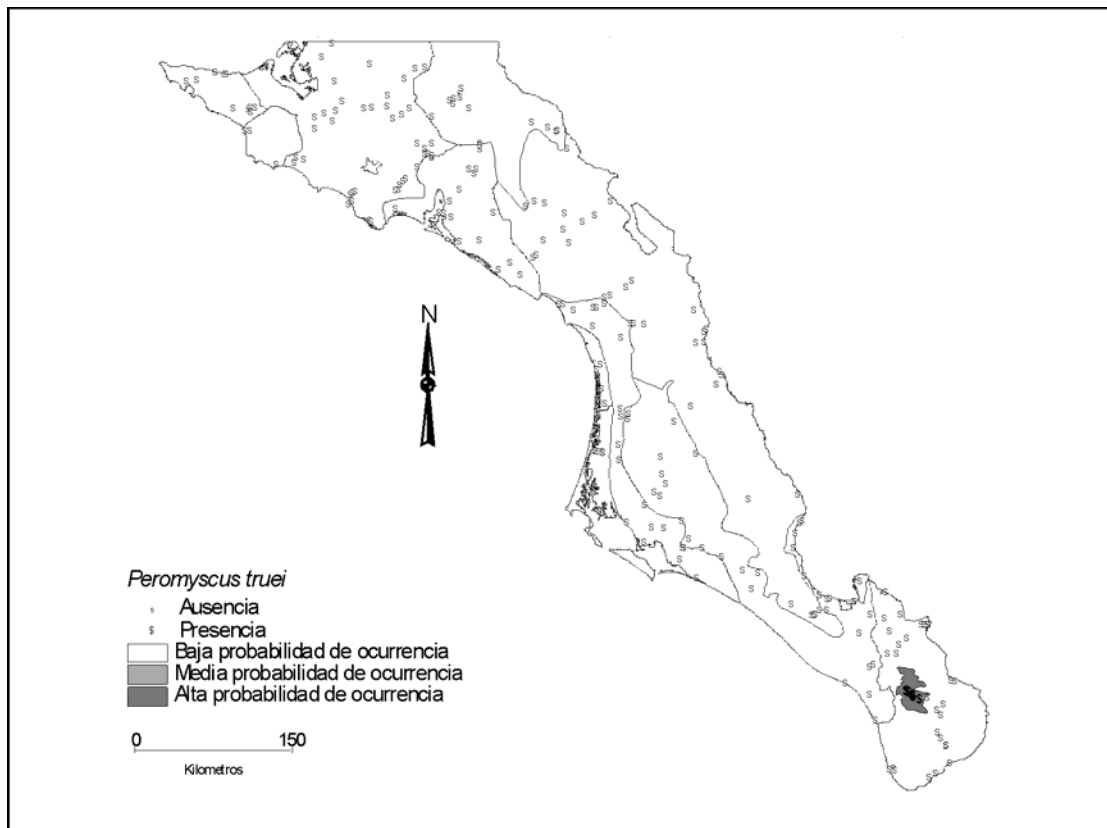 N
Peromyscus truei
s Ausencia
$ Presencia
Baja probabilidad de ocurrencia
Media probabilidad de ocurrencia
Alta probabilidad de ocurrencia
0 150
Kilometros